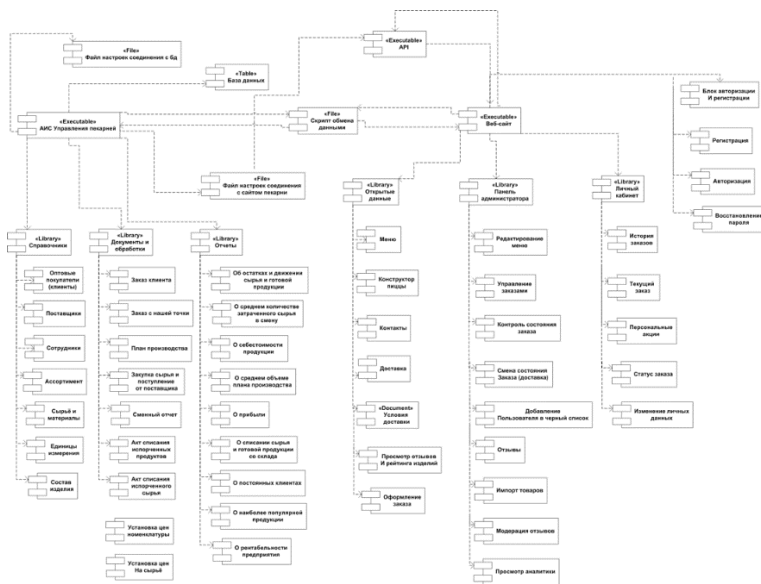 «File»
Файл настроек соединения с бд
«Executable»
API
«Table»
База данных
Блок авторизации
И регистрации
«Executable»
АИС Управления пекарней
«File»
Скрипт обмена
данными
«Executable»
Веб-сайт
Регистрация
Авторизация
Восстановление
пароля
«File»
Файл настроек соединения
с сайтом пекарни
«Library»
Открытые
данные
«Library»
Панель
администратора
«Library»
Личный
кабинет
«Library»
Справочники
«Library»
Документы и
обработки
«Library»
Отчеты
Оптовые
покупатели
(клиенты)
Поставщики
Сотрудники
Ассортимент
Сырьё и
материалы
Единицы
измерения
Состав
изделия
Заказ клиента
Заказ с нашей точки
План производства
Закупка сырья и
поступление
от поставщика
Сменный отчет
Акт списания
испорченных
продуктов
Акт списания
испорченного
сырья
Установка цен
номенклатуры
Установка цен
На сырьё
Об остатках и движении
сырья и готовой
продукции
О среднем количестве
затраченного сырья
в смену
О себестоимости
продукции
О среднем объеме
плана производства
О прибыли
О списании сырья
и готовой продукции
со склада
О постоянных клиентах
О наиболее популярной
продукции
О рентабельности
предприятия
Меню
Конструктор
пиццы
Контакты
Доставка
«Document»
Условия
доставки
Просмотр отзывов
И рейтинга изделий
Оформление
заказа
Редактирование
меню
Управление
заказами
Контроль состояния
заказа
Смена состояния
Заказа (доставка)
Добавление
Пользователя в черный список
Отзывы
Импорт товаров
Модерация отзывов
Просмотр аналитики
История
заказов
Текущий
заказ
Персональные
акции
Статус заказа
Изменение личных
данных